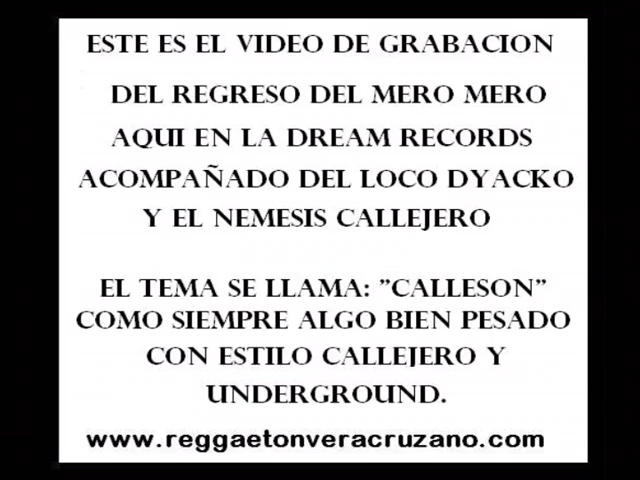 ESTE ES EL VIDEO DE GRABACION
DEL REGRESO DEL MERO MERO
AQUI EN LA DREAM RECORDS
ACOMPAÑADO DEL LOCO DYACKO
Y EL NEMESIS CALLEJERO
EL TEMA SE LLAMA: "CALLESON"
COMO SIEMPRE ALGO BIEN PESADO
CON ESTILO CALLEJERO Y
UNDERGROUND.
www.reggaetonveracruzano.com